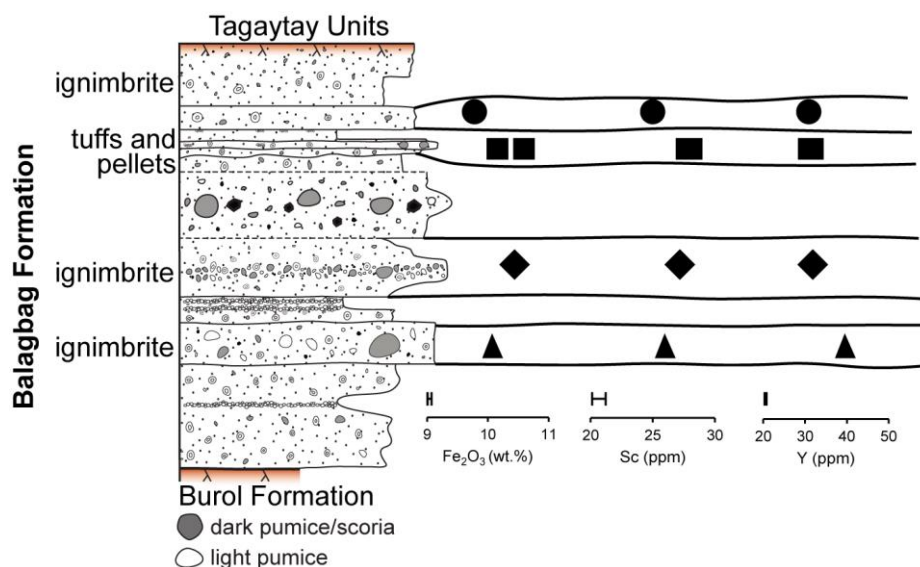 Tagaytay Units
ignimbrite
tuffs and
pellets
Balagbag Formation
ignimbrite
ignimbrite
9 10 11
Fe₂O₃ (wt.%)
20 25 30
Sc (ppm)
20 30 40 50
Y (ppm)
Burol Formation
dark pumice/scoria
light pumice